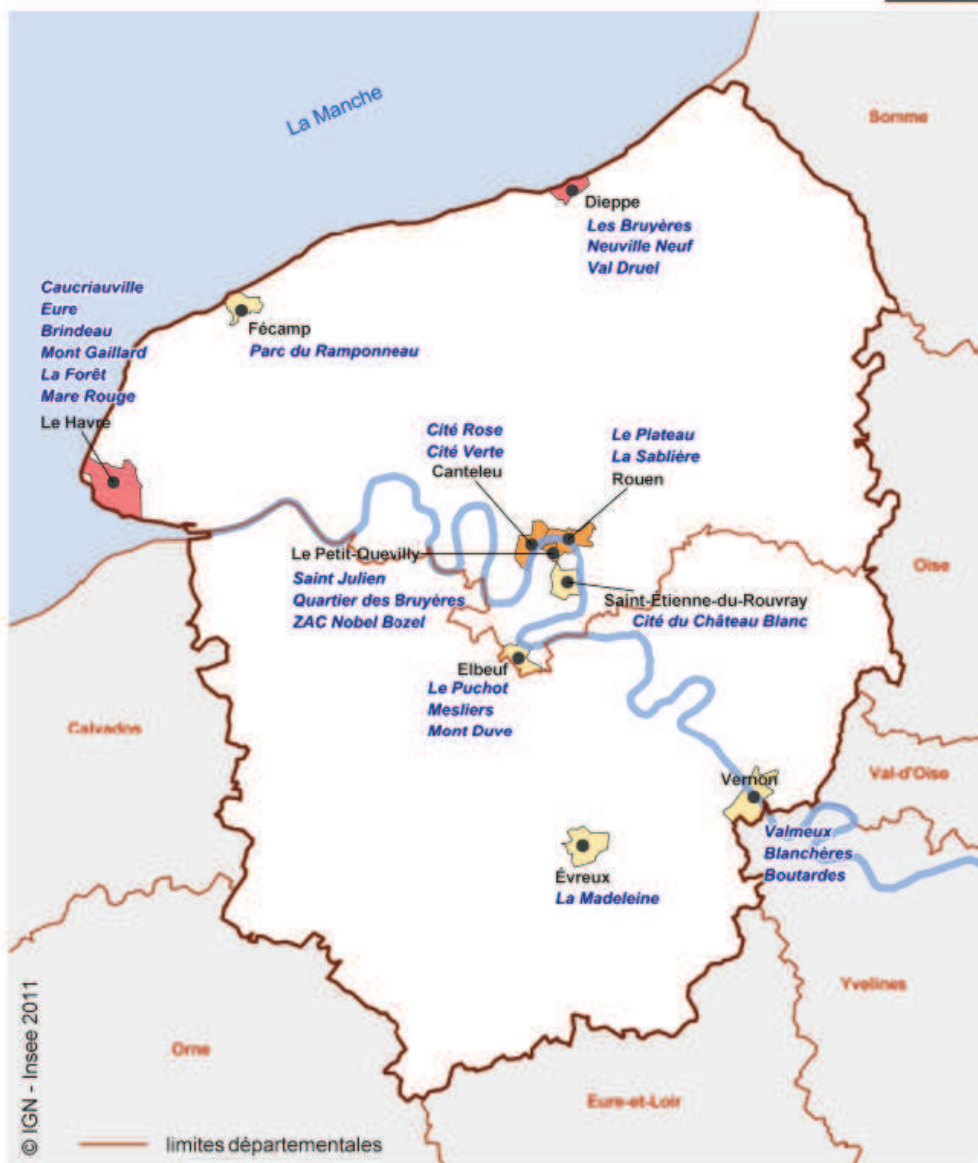 La Manche
Somme
Dieppe
Les Bruyères
Neuville Neuf
Val Druel
Caucriauville
Eure
Brindeau
Mont Gaillard
La Forêt
Mare Rouge
Le Havre
Fécamp
Parc du Ramponneau
Cité Rose
Cité Verte
Canteleu
Le Plateau
La Sablière
Rouen
Oise
Le Petit-Quevilly
Saint Julien
Quartier des Bruyères
ZAC Nobel Bozel
Saint-Étienne-du-Rouvray
Cité du Château Blanc
Elbeuf
Le Puchot
Mesliers
Mont Duve
Calvados
Val-d'Oise
Vernon
Valmeux
Blanchères
Boutardes
Évreux
La Madeleine
Yvelines
Orne
Eure-et-Loir
© IGN - Insee 2011
limites départementales